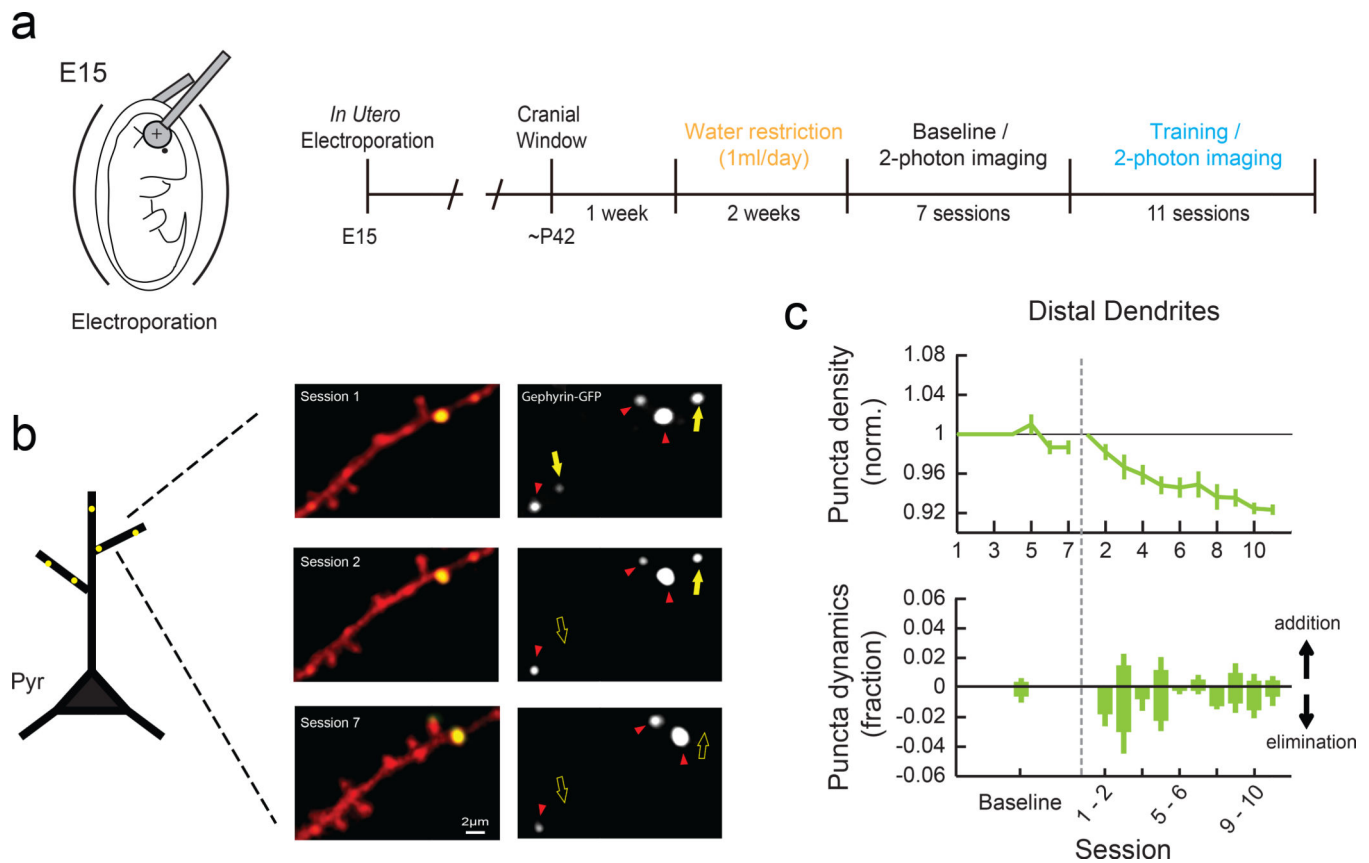 a
E15
+
Electroporation
In Utero
Electroporation
E15
Cranial
Window
~P42
1 week
Water restriction
(1ml/day)
2 weeks
Baseline /
2-photon imaging
7 sessions
Training /
2-photon imaging
11 sessions
b
Pyr
Session 1
Gephyrin-GFP
Session 2
Session 7
2µm
c
Distal Dendrites
Puncta density
(norm.)
1.08
1.04
1
0.96
0.92
1 3 5 7 2 4 6 8 10
Puncta dynamics
(fraction)
0.06
0.04
0.02
0
-0.02
-0.04
-0.06
addition
elimination
Baseline
1 - 2
5 - 6
9 - 10
Session